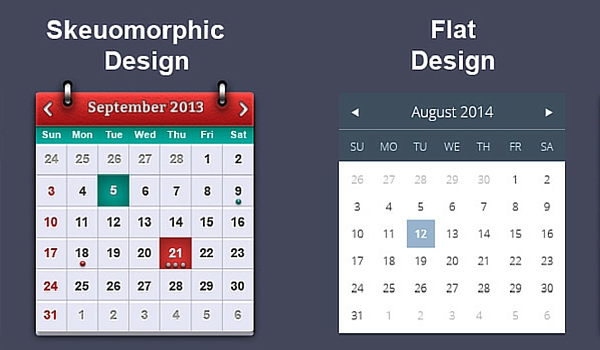 Skeuomorphic
Design
September 2013
Sun Mon Tue Wed Thu Fri Sat
24 25 26 27 28 1 2
3 4 5 6 7 8 9
10 11 12 13 14 15 16
17 18 19 20 21 22 23
24 25 26 27 28 29 30
31 1 2 3 4 5 6
Flat
Design
August 2014
SU MO TU WE TH FR SA
26 27 28 29 30 1 2
3 4 5 6 7 8 9
10 11 12 13 14 15 16
17 18 19 20 21 22 23
24 25 26 27 28 29 30
31 1 2 3 4 5 6